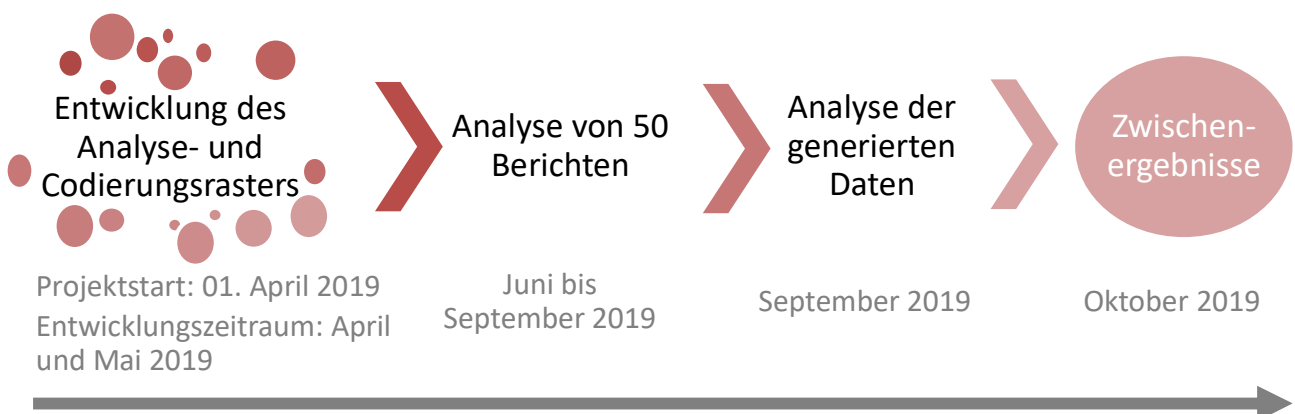 Entwicklung des
Analyse- und
Codierungsrasters
Analyse von 50
Berichten
Analyse der
generierten
Daten
Zwischen-
ergebnisse
Projektstart: 01. April 2019
Entwicklungszeitraum: April
und Mai 2019
Juni bis
September 2019
September 2019
Oktober 2019